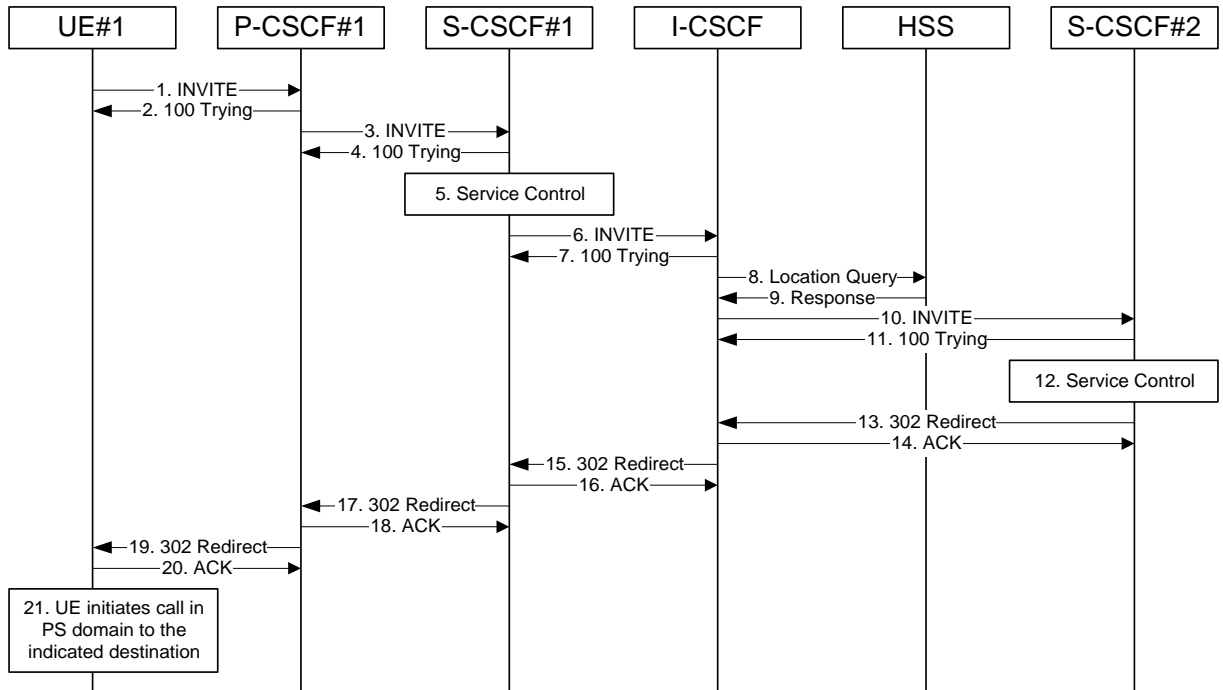 UE#1
P-CSCF#1
S-CSCF#1
I-CSCF
HSS
S-CSCF#2
1. INVITE
2. 100 Trying
3. INVITE
4. 100 Trying
5. Service Control
6. INVITE
7. 100 Trying
8. Location Query
9. Response
10. INVITE
11. 100 Trying
12. Service Control
13. 302 Redirect
14. ACK
15. 302 Redirect
16. ACK
17. 302 Redirect
18. ACK
19. 302 Redirect
20. ACK
21. UE initiates call in
PS domain to the
indicated destination